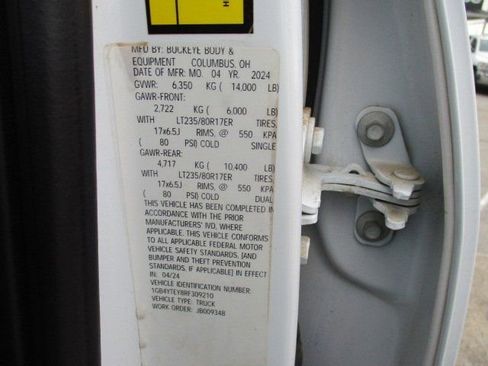 MFD BY: BUCKEYE BODY &
EQUIPMENT COLUMBUS, OH
DATE OF MFR: MO. 04 YR. 2024
GVWR: 6,350 KG ( 14,000 LB)
GAWR-FRONT:
2,722 KG ( 6,000 LB)
WITH LT235/80R17ER TIRES,
17x6.5J RIMS, @ 550 KPA
( 80 PSI) COLD SINGLE
GAWR-REAR:
4,717 KG ( 10,400 LB)
WITH LT235/80R17ER TIRES,
17x6.5J RIMS, @ 550 KPA
( 80 PSI) COLD DUAL
THIS VEHICLE HAS BEEN COMPLETED IN
ACCORDANCE WITH THE PRIOR
MANUFACTURERS' IVD, WHERE
APPLICABLE. THIS VEHICLE CONFORMS
TO ALL APPLICABLE FEDERAL MOTOR
VEHICLE SAFETY STANDARDS, [AND
BUMPER AND THEFT PREVENTION
STANDARDS, IF APPLICABLE] IN EFFECT
IN: 04/24
VEHICLE IDENTIFICATION NUMBER:
1GB4YTEY8RF309210
VEHICLE TYPE: TRUCK
WORK ORDER: JB009348